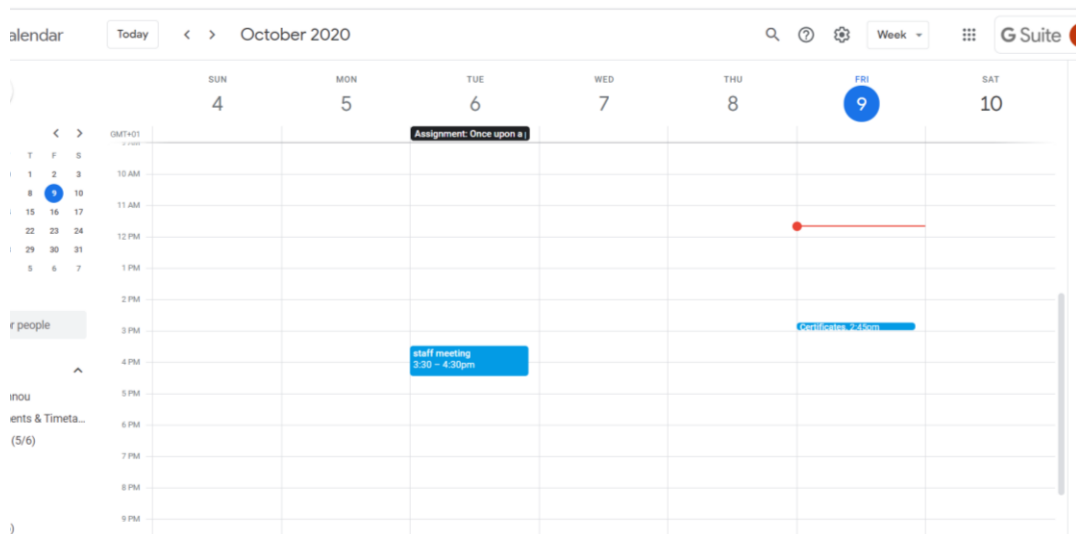 alendar
Today
October 2020
Week
G Suite
SUN
MON
TUE
WED
THU
FRI
SAT
4
5
6
7
8
9
10
GMT+01
Assignment: Once upon a
T F S
1 2 3
8 9 10
15 16 17
22 23 24
29 30 31
5 6 7
10 AM
11 AM
12 PM
1 PM
2 PM
3 PM
4 PM
5 PM
6 PM
7 PM
8 PM
9 PM
Certificates, 2:45pm
staff meeting
3:30 – 4:30pm
r people
nou
ents & Timeta...
(5/6)